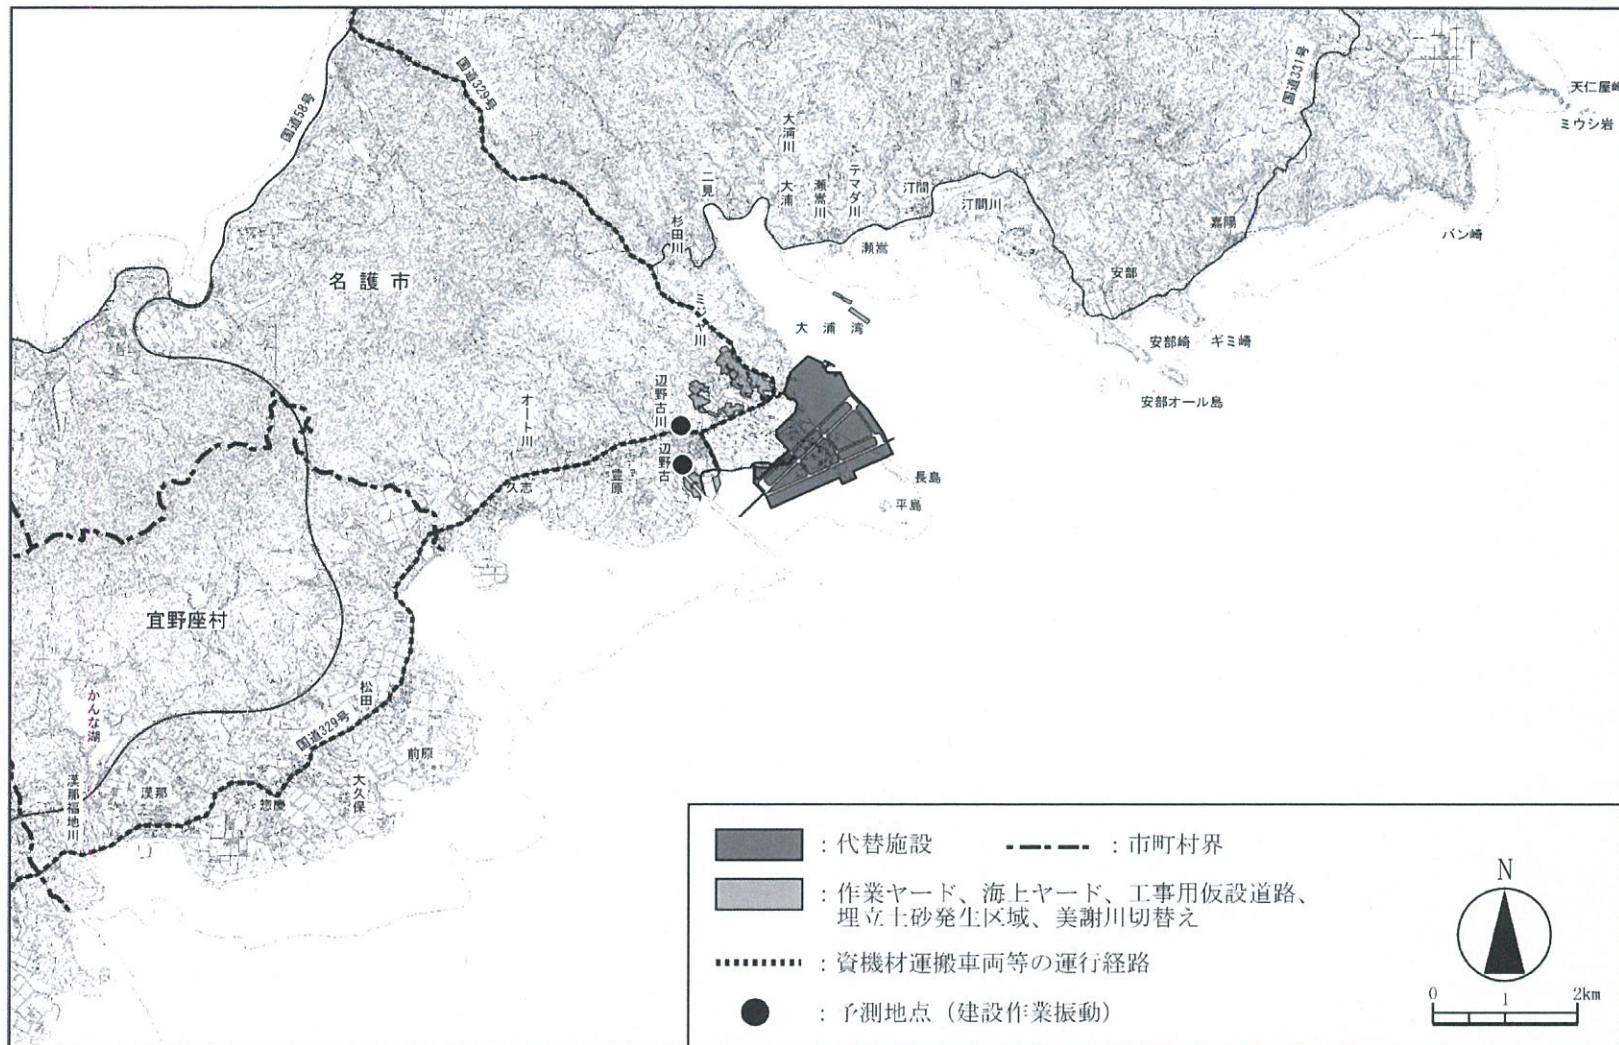 国道58号
国道329号
国道331号
天仁屋崎
ミウシ岩
バン崎
嘉陽
大浦川
二見
大浦
瀬嵩川
テマダ川
汀間
汀間川
瀬嵩
杉田川
安部
安部崎
ギミ崎
安部オール島
名護市
大浦湾
辺野古川
辺野古
オート川
久志
豊原
長島
平島
宜野座村
かんな湖
松田
国道329号
前原
漢那福地川
漢那
惣慶
大久保
：代替施設
：市町村界
：作業ヤード、海上ヤード、工事用仮設道路、
埋立土砂発生区域、美謝川切替え
：資機材運搬車両等の運行経路
：予測地点（建設作業振動）
N
0 1 2km